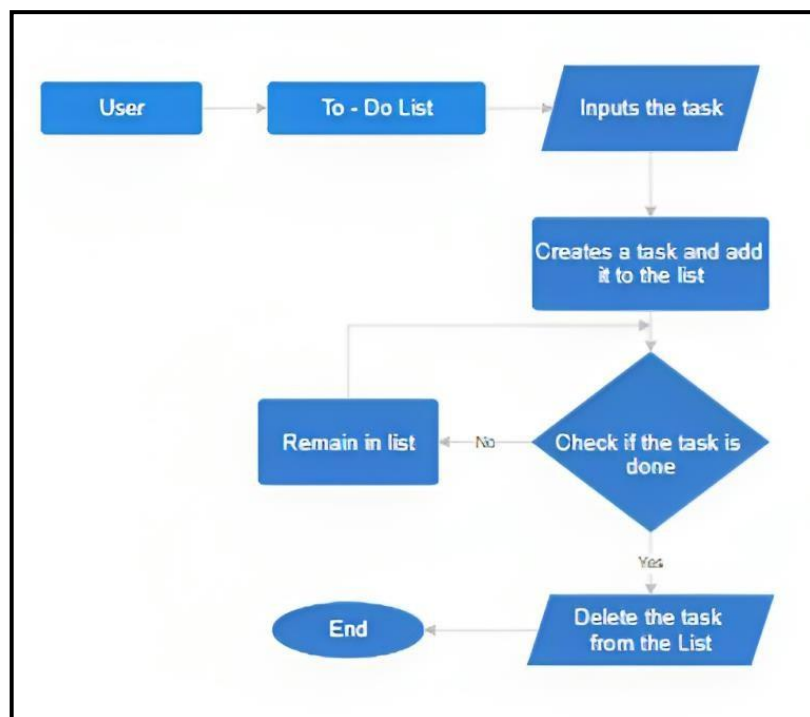 User
To - Do List
Inputs the task
Creates a task and add
it to the list
Remain in list
No
Check if the task is
done
Yes
Delete the task
from the List
End